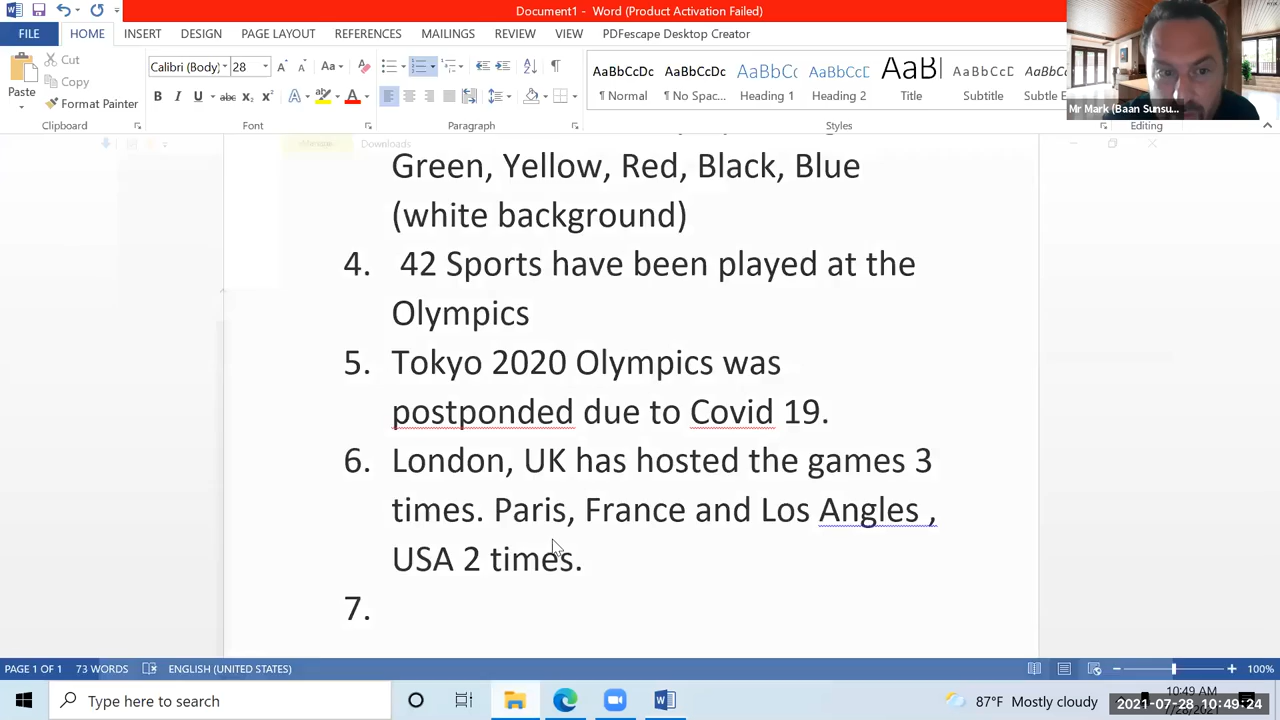 Document1 - Word (Product Activation Failed)
FILE HOME INSERT DESIGN PAGE LAYOUT REFERENCES MAILINGS REVIEW VIEW PDFescape Desktop Creator
Cut
Copy
Paste
Format Painter
Clipboard
Calibri (Body) 28
Font
Paragraph
AaBbCcDc AaBbCcDc AaBbCc AaBbCcC AaBl AaBbCcD AaBbCc
¶ Normal ¶ No Spac... Heading 1 Heading 2 Title Subtitle Subtle E
Styles
Editing
Mr Mark (Baan Sunsu...
Downloads
Green, Yellow, Red, Black, Blue
(white background)
4. 42 Sports have been played at the
Olympics
5. Tokyo 2020 Olympics was
postponded due to Covid 19.
6. London, UK has hosted the games 3
times. Paris, France and Los Angles ,
USA 2 times.
7.
PAGE 1 OF 1 73 WORDS ENGLISH (UNITED STATES) 100%
Type here to search
87°F Mostly cloudy
10:49 AM
2021-07-28 10:49:24